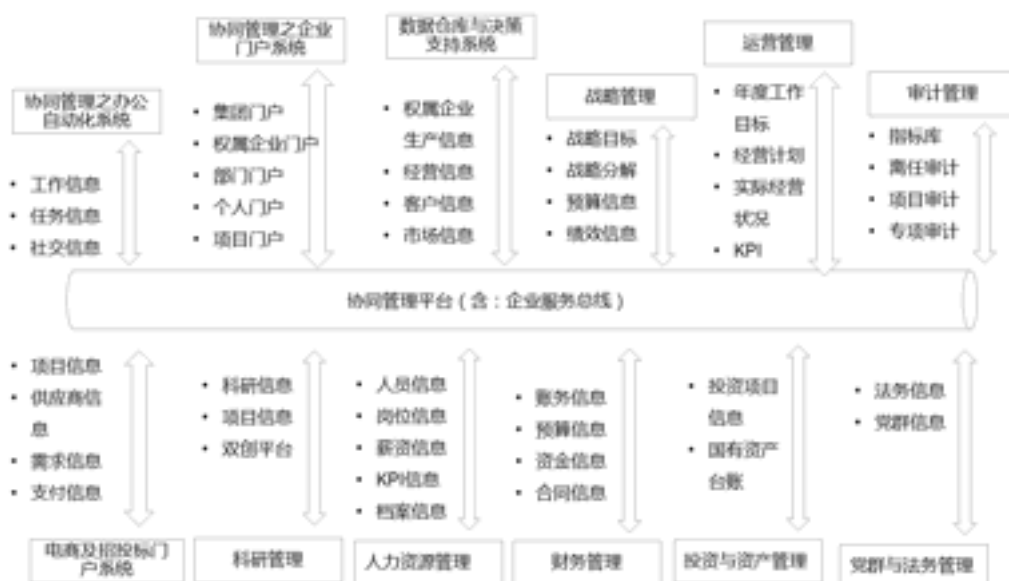 协同管理之办公
自动化系统
工作信息
任务信息
社交信息
协同管理之企业
门户系统
集团门户
权属企业门户
部门门户
个人门户
项目门户
数据仓库与决策
支持系统
权属企业
生产信息
经营信息
客户信息
市场信息
战略管理
战略目标
战略分解
预算信息
绩效信息
运营管理
年度工作
目标
经营计划
实际经营
状况
KPI
审计管理
指标库
离任审计
项目审计
专项审计
协同管理平台（含：企业服务总线）
项目信息
供应商信
息
需求信息
支付信息
电商及招投标门
户系统
科研信息
项目信息
双创平台
科研管理
人员信息
岗位信息
薪资信息
KPI信息
档案信息
人力资源管理
账务信息
预算信息
资金信息
合同信息
财务管理
投资项目
信息
国有资产
台账
投资与资产管理
法务信息
党群信息
党群与法务管理